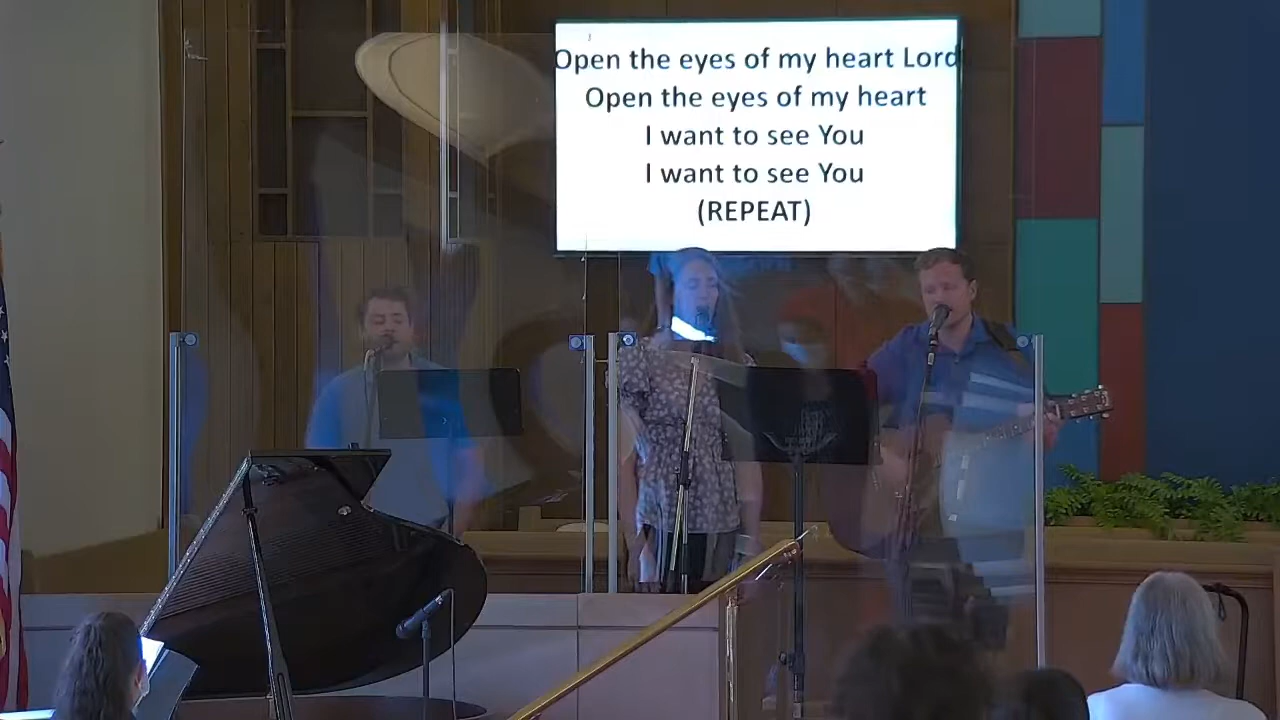 Open the eyes of my heart Lord
Open the eyes of my heart
I want to see You
I want to see You
(REPEAT)